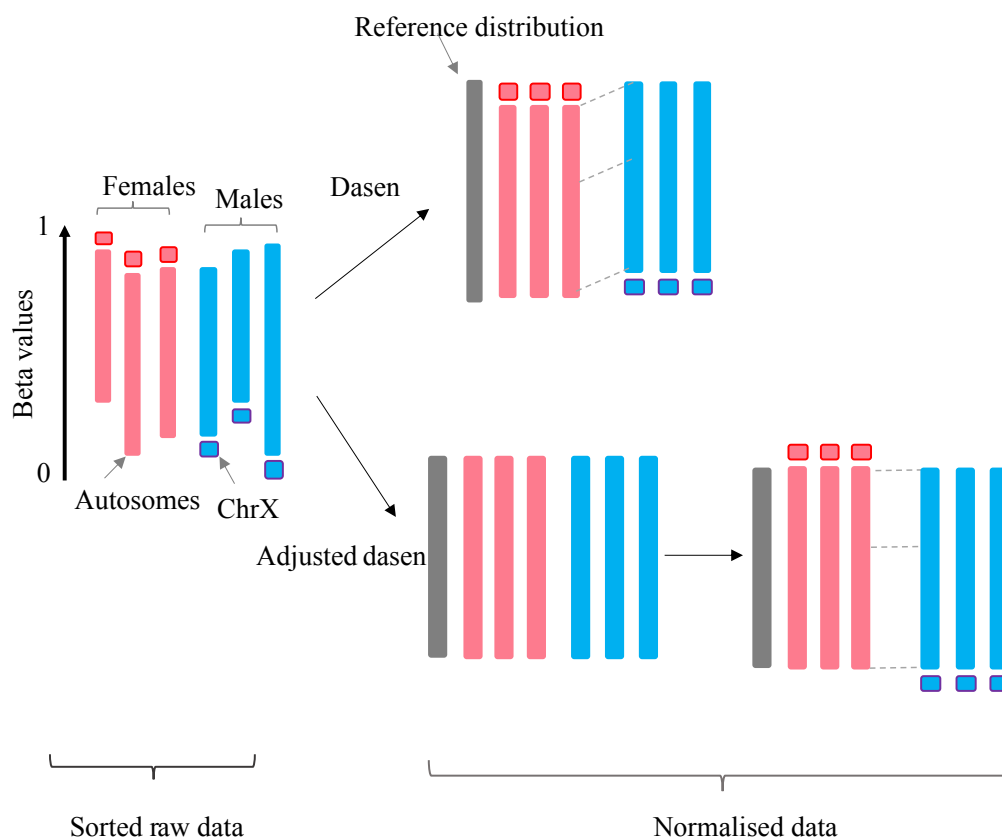 Reference distribution
Females
Males
Dasen
1
Beta values
0
Autosomes
ChrX
Adjusted dasen
Sorted raw data
Normalised data